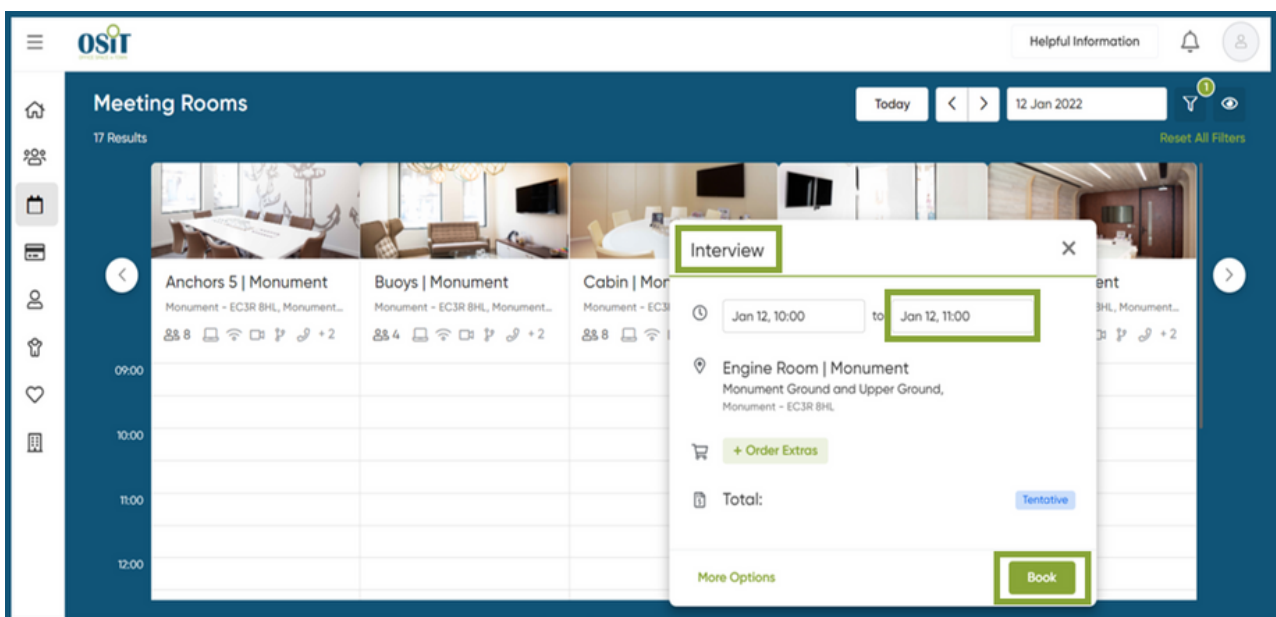 OSiT
Helpful Information
Meeting Rooms
Today
12 Jan 2022
1
17 Results
Reset All Filters
Anchors 5 | Monument
Monument - EC3R 8HL, Monument...
8 +2
Buoys | Monument
Monument - EC3R 8HL, Monument...
4 +2
Cabin | Mon
Monument - EC3
8
ent
8HL, Monument...
+2
09:00
10:00
11:00
12:00
Interview
Jan 12, 10:00 to Jan 12, 11:00
Engine Room | Monument
Monument Ground and Upper Ground,
Monument - EC3R 8HL
+ Order Extras
Total:
Tentative
More Options
Book